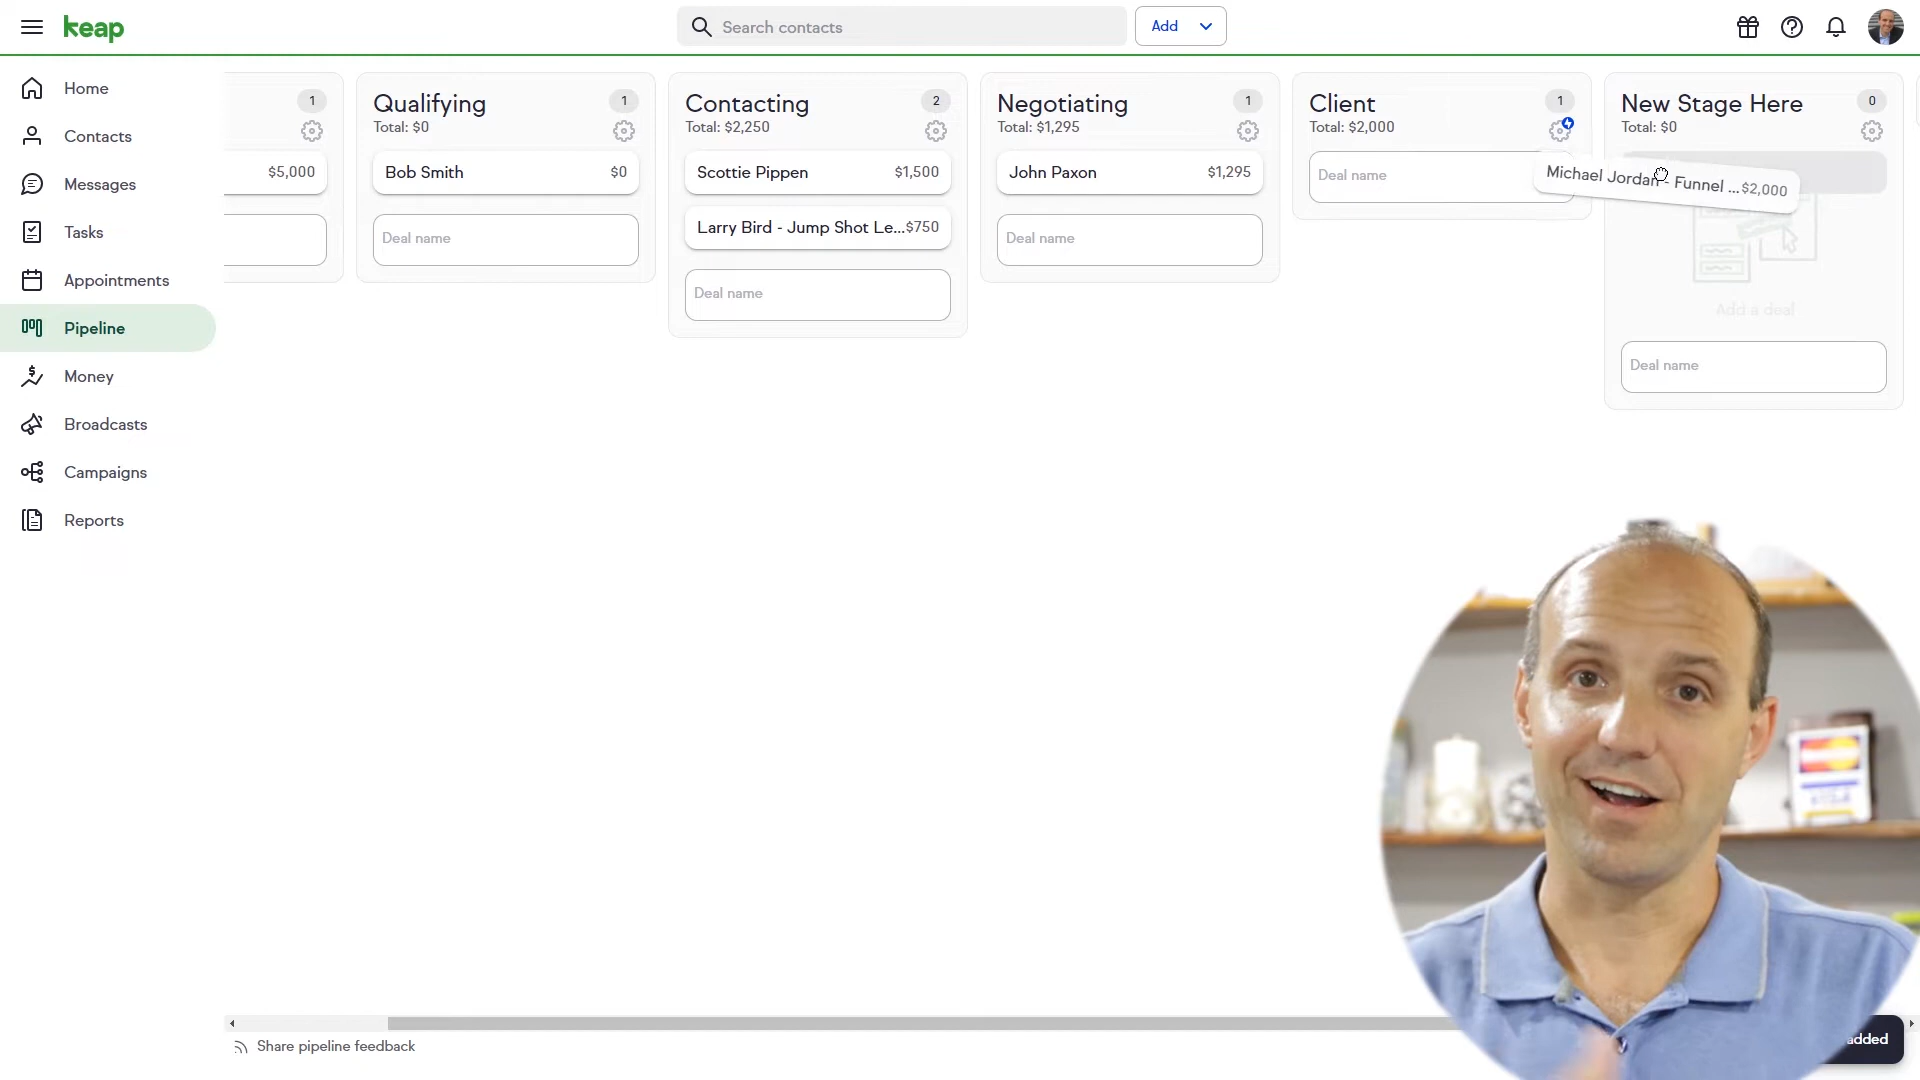 keap
Search contacts
Add
Home
Contacts
Messages
Tasks
Appointments
Pipeline
Money
Broadcasts
Campaigns
Reports
1
$5,000
Qualifying
1
Total: $0
Bob Smith $0
Deal name
Contacting
2
Total: $2,250
Scottie Pippen $1,500
Larry Bird - Jump Shot Le...$750
Deal name
Negotiating
1
Total: $1,295
John Paxon $1,295
Deal name
Client
1
Total: $2,000
Deal name
New Stage Here
0
Total: $0
Michael Jordan - Funnel ...$2,000
Add a deal
Deal name
Share pipeline feedback
added